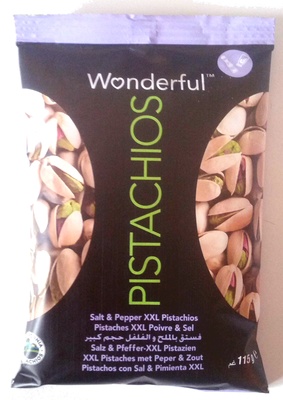 Wonderful™
PISTACHIOS
Salt & Pepper XXL Pistachios
Pistaches XXL Poivre & Sel
فستق بالملح والفلفل حجم كبير
Salz & Pfeffer-XXL Pistazien
XXL Pistaches met Peper & Zout
Pistachos con Sal & Pimienta XXL
115g